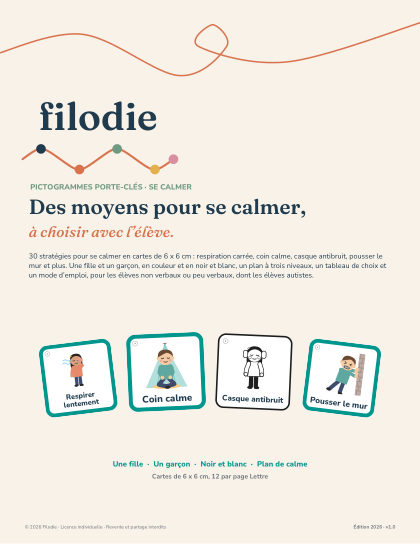 filodie
PICTOGRAMMES PORTE-CLÉS · SE CALMER
Des moyens pour se calmer,
à choisir avec l'élève.
30 stratégies pour se calmer en cartes de 6 x 6 cm : respiration carrée, coin calme, casque antibruit, pousser le
mur et plus. Une fille et un garçon, en couleur et en noir et blanc, un plan à trois niveaux, un tableau de choix et
un mode d'emploi, pour les élèves non verbaux ou peu verbaux, dont les élèves autistes.
Respirer
lentement
Coin calme
Casque antibruit
Pousser le mur
Une fille · Un garçon · Noir et blanc · Plan de calme
Cartes de 6 x 6 cm, 12 par page Lettre
© 2026 Filodie · Licence individuelle · Revente et partage interdits
Édition 2026 · v1.0